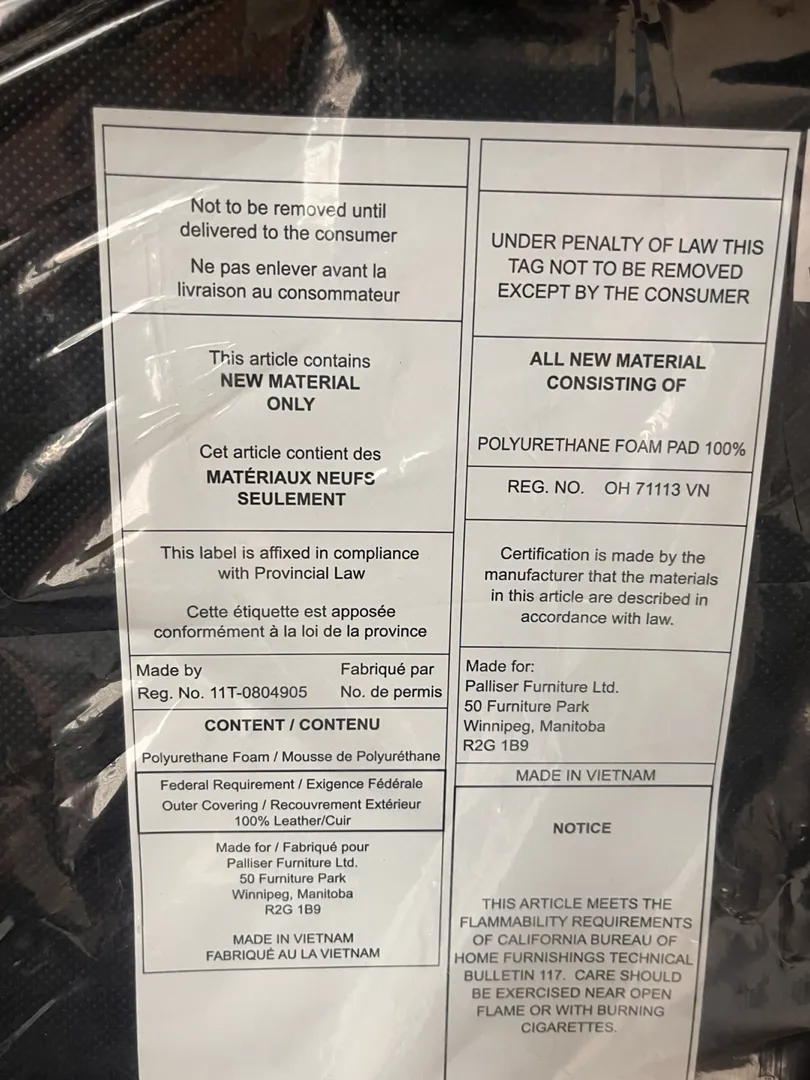 Not to be removed until
delivered to the consumer
Ne pas enlever avant la
livraison au consommateur
This article contains
NEW MATERIAL
ONLY
Cet article contient des
MATÉRIAUX NEUFS
SEULEMENT
This label is affixed in compliance
with Provincial Law
Cette étiquette est apposée
conformément à la loi de la province
Made by Fabriqué par
Reg. No. 11T-0804905 No. de permis
CONTENT / CONTENU
Polyurethane Foam / Mousse de Polyuréthane
Federal Requirement / Exigence Fédérale
Outer Covering / Recouvrement Extérieur
100% Leather/Cuir
Made for / Fabriqué pour
Palliser Furniture Ltd.
50 Furniture Park
Winnipeg, Manitoba
R2G 1B9
MADE IN VIETNAM
FABRIQUÉ AU LA VIETNAM
UNDER PENALTY OF LAW THIS
TAG NOT TO BE REMOVED
EXCEPT BY THE CONSUMER
ALL NEW MATERIAL
CONSISTING OF
POLYURETHANE FOAM PAD 100%
REG. NO. OH 71113 VN
Certification is made by the
manufacturer that the materials
in this article are described in
accordance with law.
Made for:
Palliser Furniture Ltd.
50 Furniture Park
Winnipeg, Manitoba
R2G 1B9
MADE IN VIETNAM
NOTICE
THIS ARTICLE MEETS THE
FLAMMABILITY REQUIREMENTS
OF CALIFORNIA BUREAU OF
HOME FURNISHINGS TECHNICAL
BULLETIN 117. CARE SHOULD
BE EXERCISED NEAR OPEN
FLAME OR WITH BURNING
CIGARETTES.